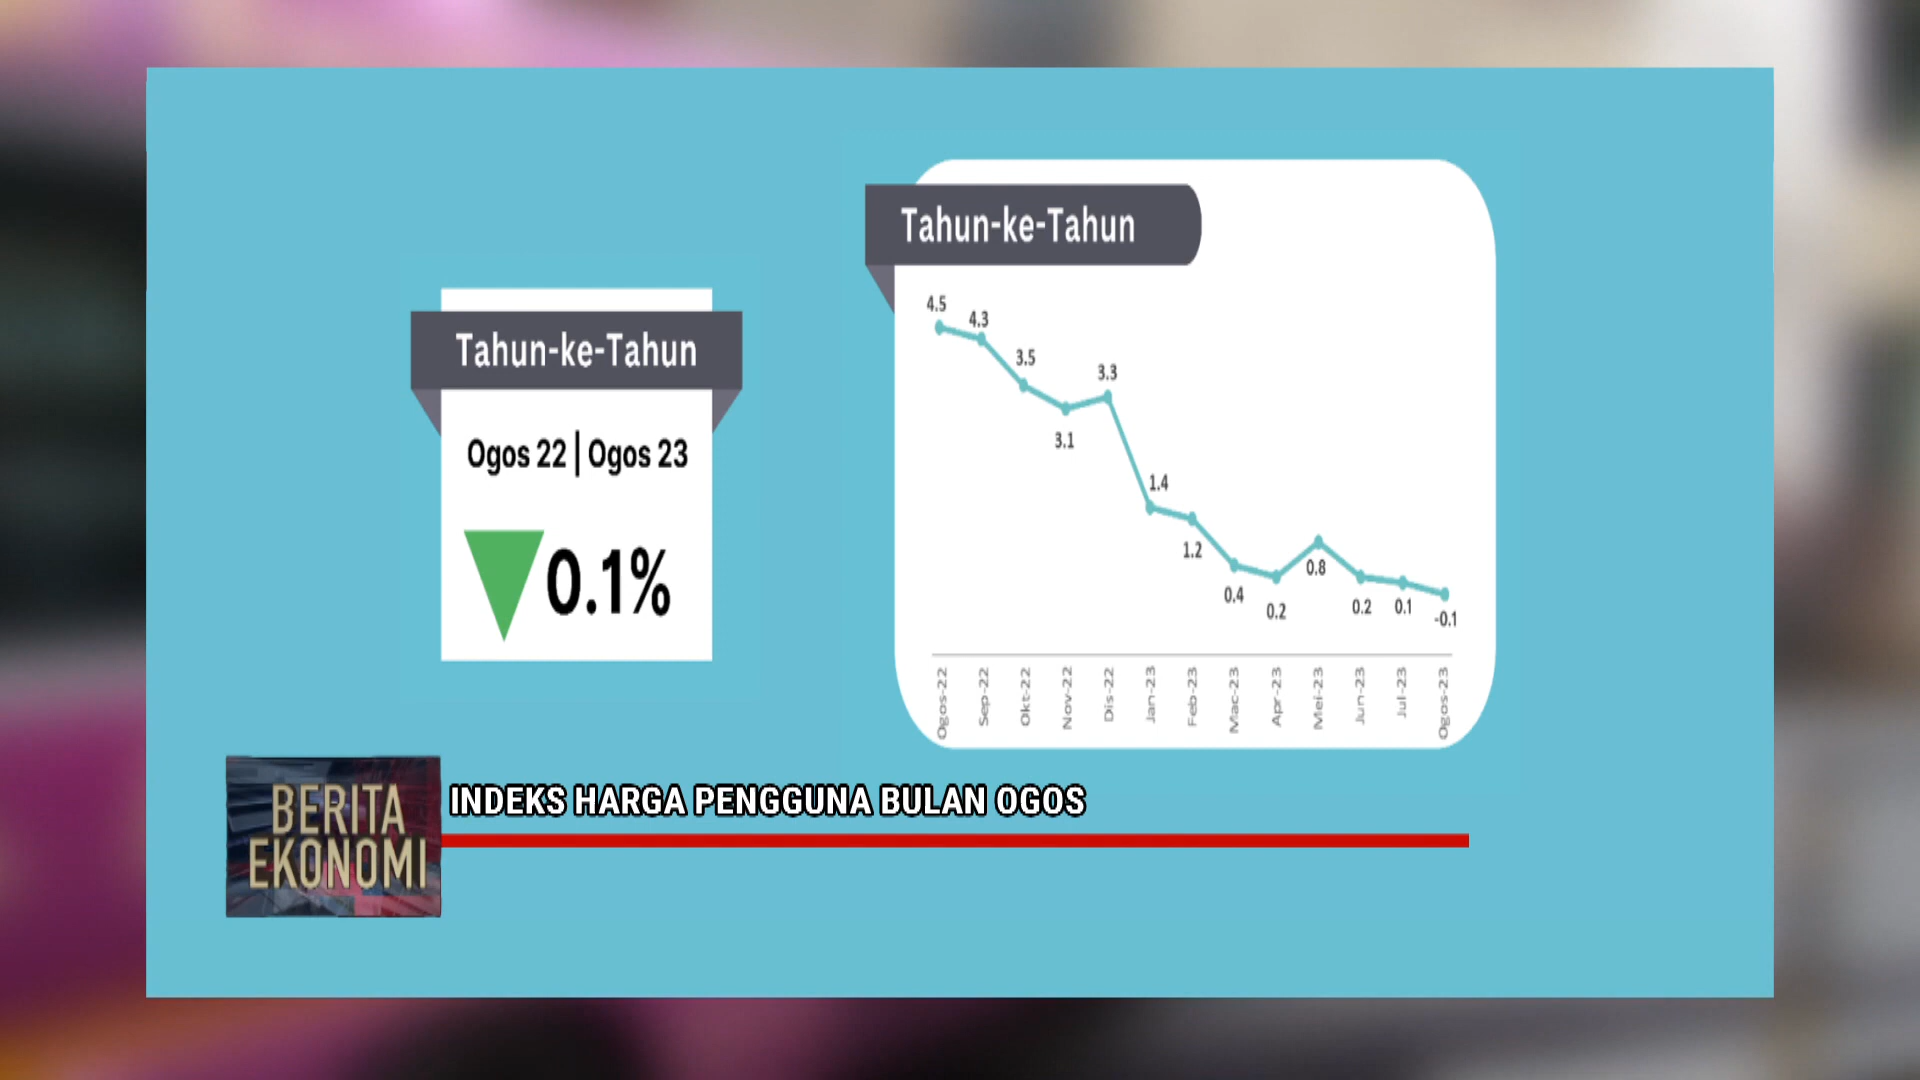 Tahun-ke-Tahun
Ogos 22 | Ogos 23
0.1%
Tahun-ke-Tahun
4.5
4.3
3.5
3.1
3.3
1.4
1.2
0.4
0.2
0.8
0.2
0.1
-0.1
Ogos-22
Sep-22
Okt-22
Nov-22
Dis-22
Jan-23
Feb-23
Mac-23
Apr-23
Mei-23
Jun-23
Jul-23
Ogos-23
BERITA
EKONOMI
INDEKS HARGA PENGGUNA BULAN OGOS